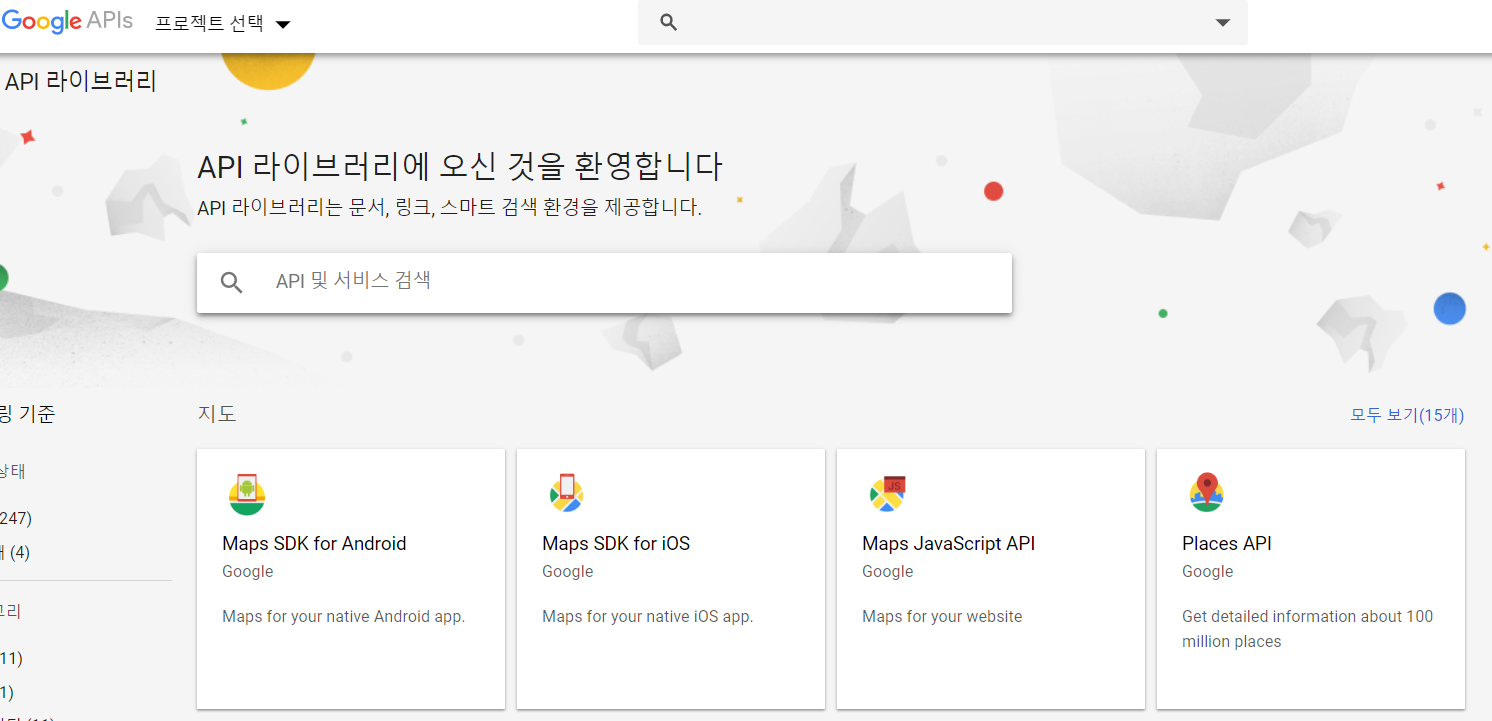 Google APIs 프로젝트 선택
API 라이브러리
API 라이브러리에 오신 것을 환영합니다
API 라이브러리는 문서, 링크, 스마트 검색 환경을 제공합니다.
API 및 서비스 검색
링 기준
상태
247)
(4)
고리
11)
1)
지도
모두 보기(15개)
Maps SDK for Android
Google
Maps for your native Android app.
Maps SDK for iOS
Google
Maps for your native iOS app.
JS
Maps JavaScript API
Google
Maps for your website
Places API
Google
Get detailed information about 100
million places